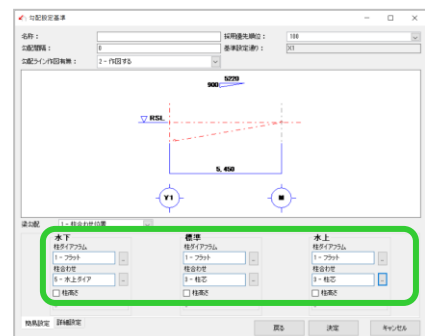 勾配設定基準
名称：
採用優先順位： 100
勾配間隔： 0
基準設定通り： X1
勾配ライン作図有無： 2 - 作図する
5220
900
RSL
5,450
Y1
M
梁勾配 1 - 柱合わせ位置
水下 標準 水上
柱ダイアフラム 柱ダイアフラム 柱ダイアフラム
1 - フラット 1 - フラット 1 - フラット
柱合わせ 柱合わせ 柱合わせ
5 - 水上ダイア 3 - 柱芯 3 - 柱芯
柱高さ 柱高さ 柱高さ
簡易設定 詳細設定
戻る 決定 キャンセル